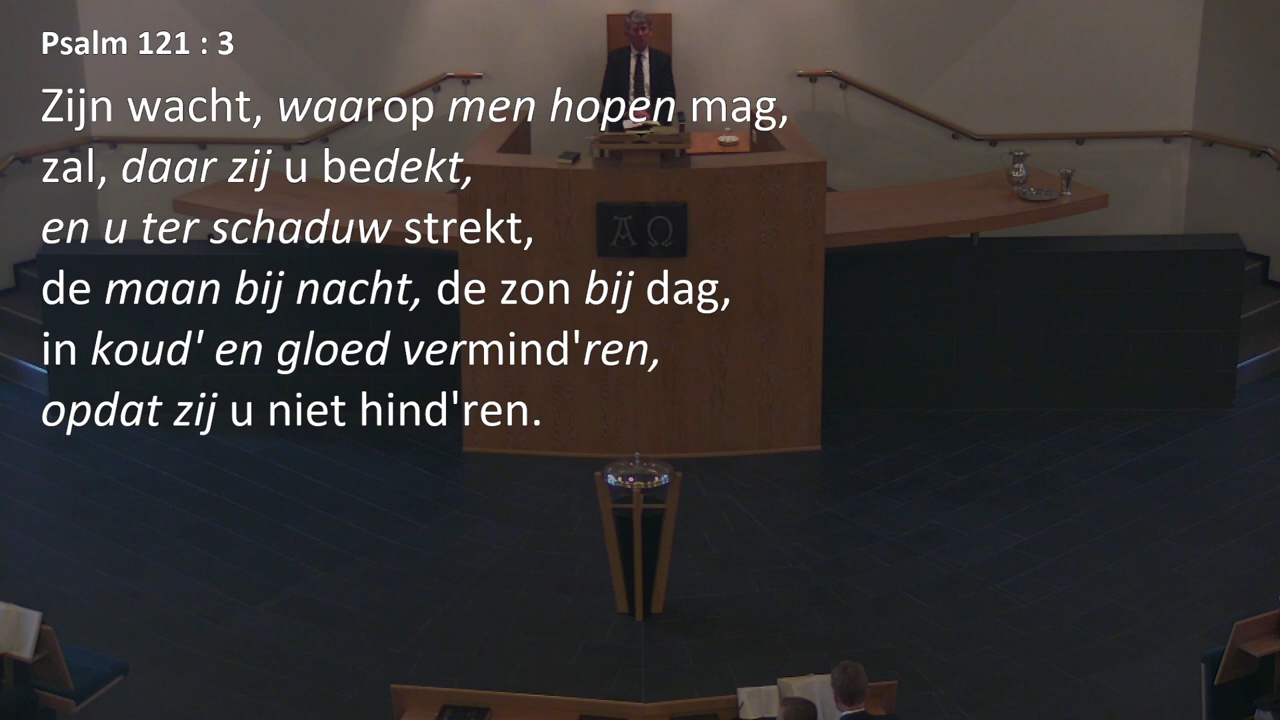 Psalm 121 : 3
Zijn wacht, waarop men hopen mag,
zal, daar zij u bedekt,
en u ter schaduw strekt,
de maan bij nacht, de zon bij dag,
in koud' en gloed vermind'ren,
opdat zij u niet hind'ren.
Α Ω